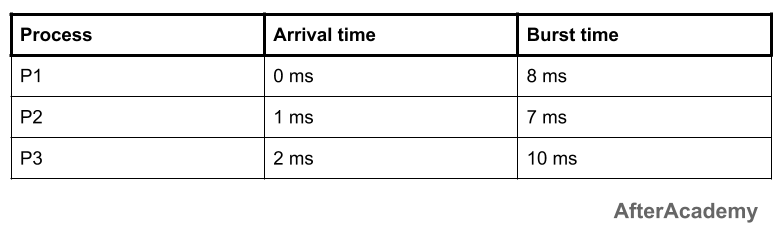 Process Arrival time Burst time
P1 0 ms 8 ms
P2 1 ms 7 ms
P3 2 ms 10 ms
AfterAcademy